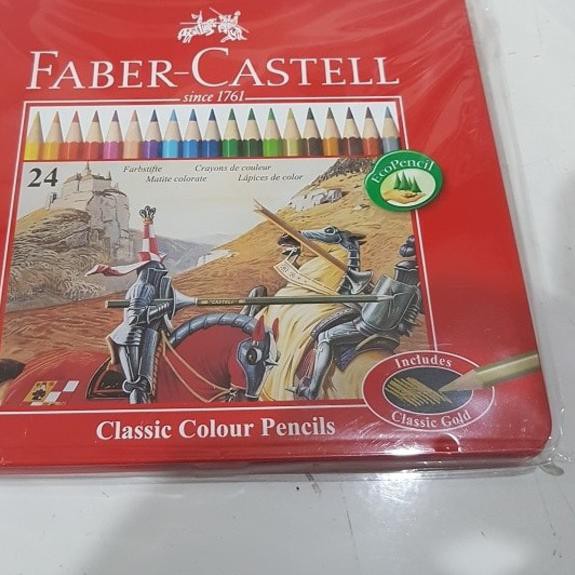 FABER-CASTELL
since 1761
24
Farbstifte Crayons de couleur
Matite colorate Lápices de color
EcoPencil
"CASTELL"
Includes
Classic Gold
Classic Colour Pencils